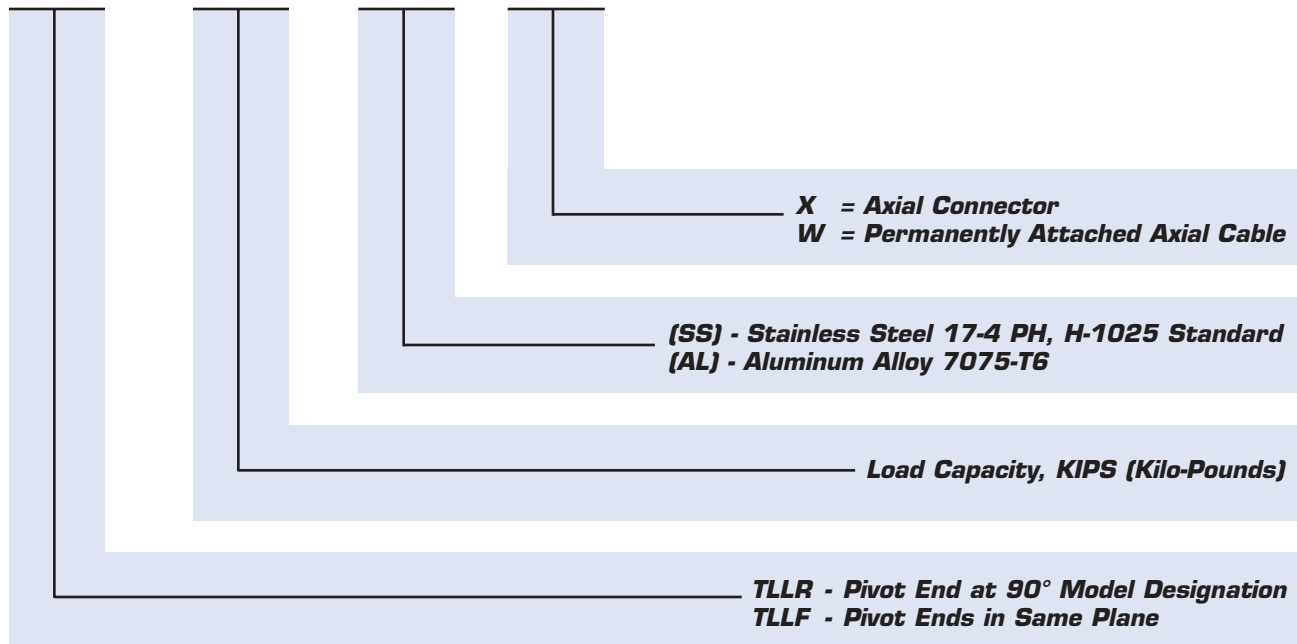 X = Axial Connector
W = Permanently Attached Axial Cable
(SS) - Stainless Steel 17-4 PH, H-1025 Standard
(AL) - Aluminum Alloy 7075-T6
Load Capacity, KIPS (Kilo-Pounds)
TLLR - Pivot End at 90° Model Designation
TLLF - Pivot Ends in Same Plane